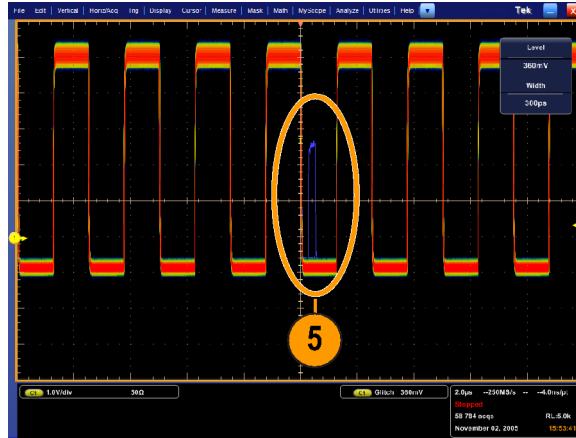 File | Edit | Vertical | Horiz/Acq | Trig | Display | Cursor | Measure | Mask | Math | MyScope | Analyze | Utilities | Help Tek
Level
360mV
Width
300ps
5
C1 1.0V/div 50Ω
C1 Glitch 360mV
2.0µs --250MS/s -- --4.0ns/pt
Stopped
58 784 acqs RL:5.0k
November 02, 2005 15:53:41